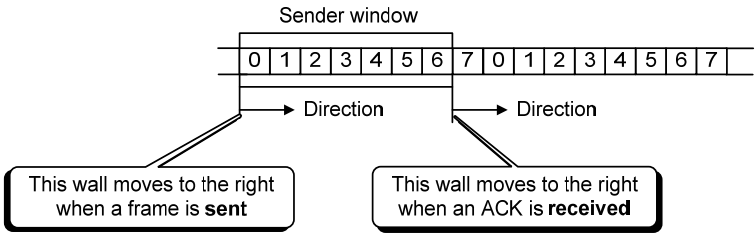 Sender window
0 1 2 3 4 5 6 7 0 1 2 3 4 5 6 7
Direction
Direction
This wall moves to the right
when a frame is sent
This wall moves to the right
when an ACK is received